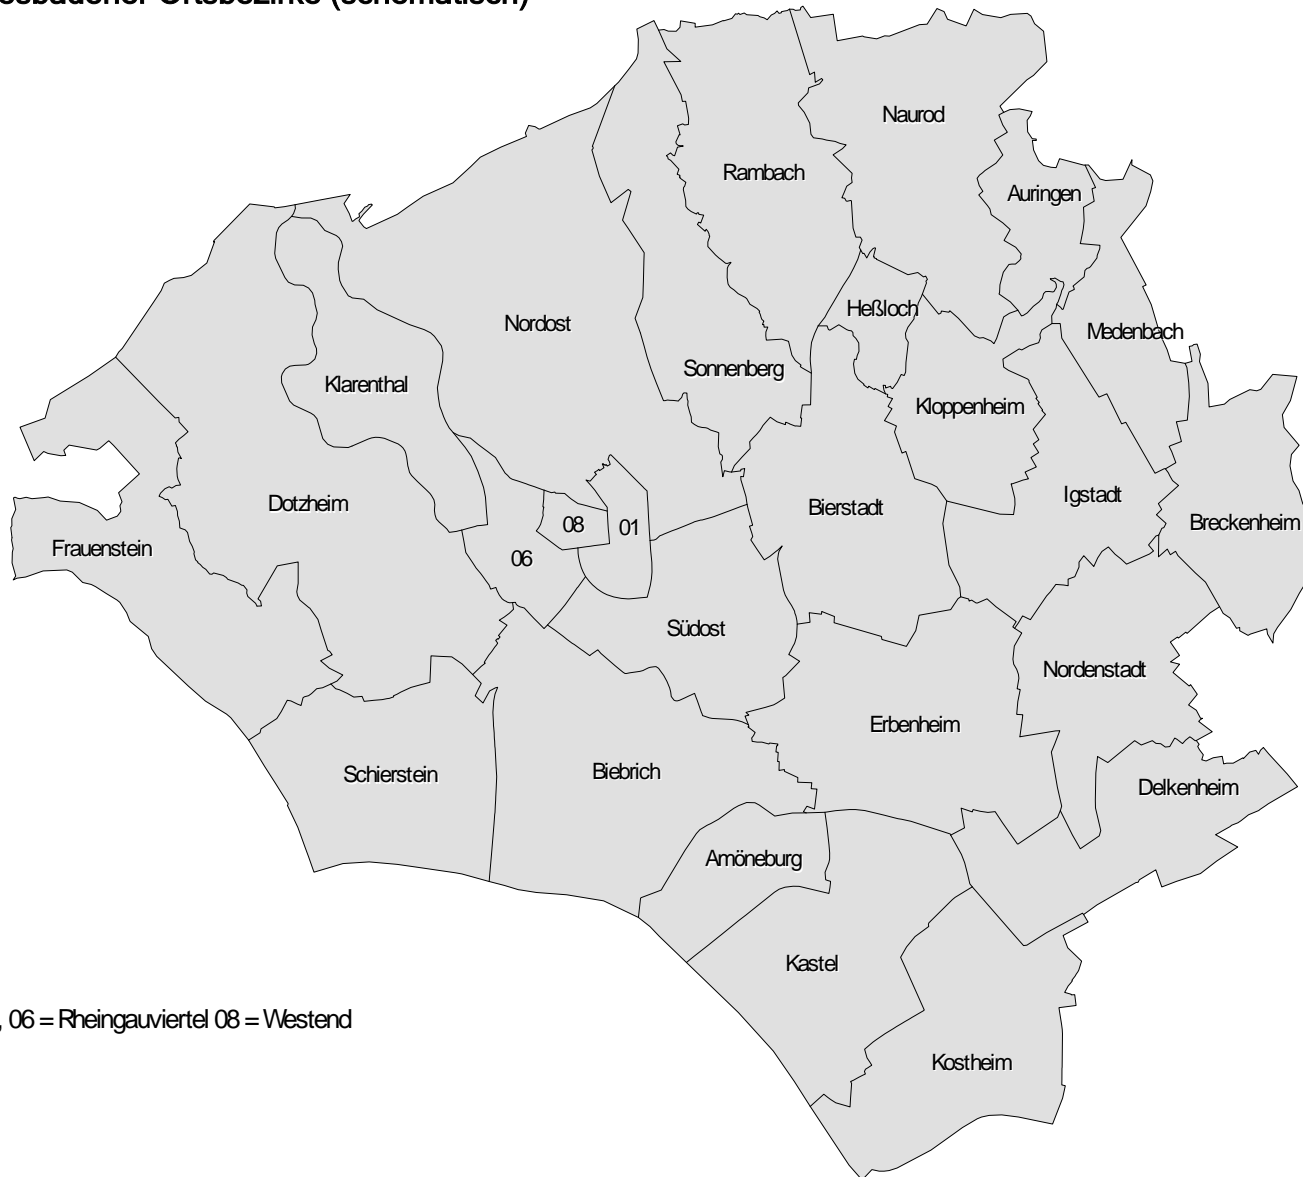 esbadener Ortsbezirke (schematisch)
Naurod
Rambach
Auringen
Heßloch
Nordost
Medenbach
Sonnenberg
Klarenthal
Kloppenheim
Igstadt
Dotzheim
Bierstadt
Breckenheim
08
01
Frauenstein
06
Südost
Nordenstadt
Erbenheim
Biebrich
Schierstein
Delkenheim
Amöneburg
Kastel
, 06 = Rheingauviertel 08 = Westend
Kostheim